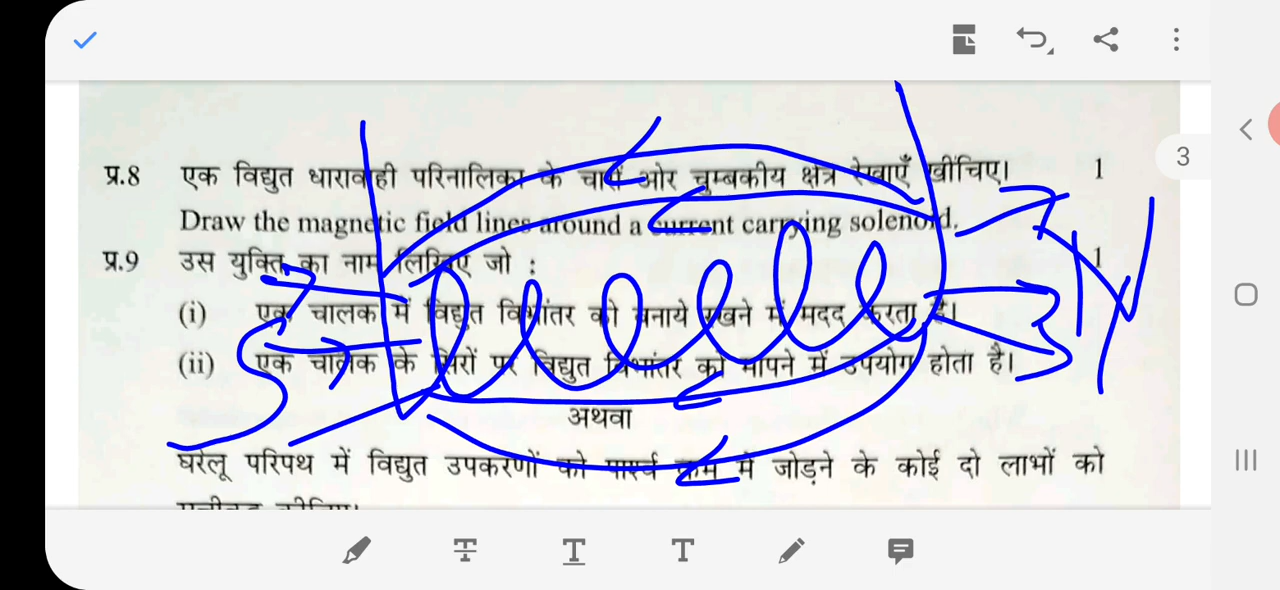 3
प्र.8 एक विद्युत धारावाही परिनालिका के चारों ओर चुम्बकीय क्षेत्र रेखाएँ खींचिए। 1
Draw the magnetic field lines around a current carrying solenoid.
प्र.9 उस युक्ति का नाम लिखिए जो : 1
(i) एक चालक में विद्युत विभांतर को बनाये रखने में मदद करता है।
(ii) एक चालक के सिरों पर विद्युत विभांतर को मापने में उपयोग होता है।
अथवा
घरेलू परिपथ में विद्युत उपकरणों को पार्श्व क्रम में जोड़ने के कोई दो लाभों को
S
N